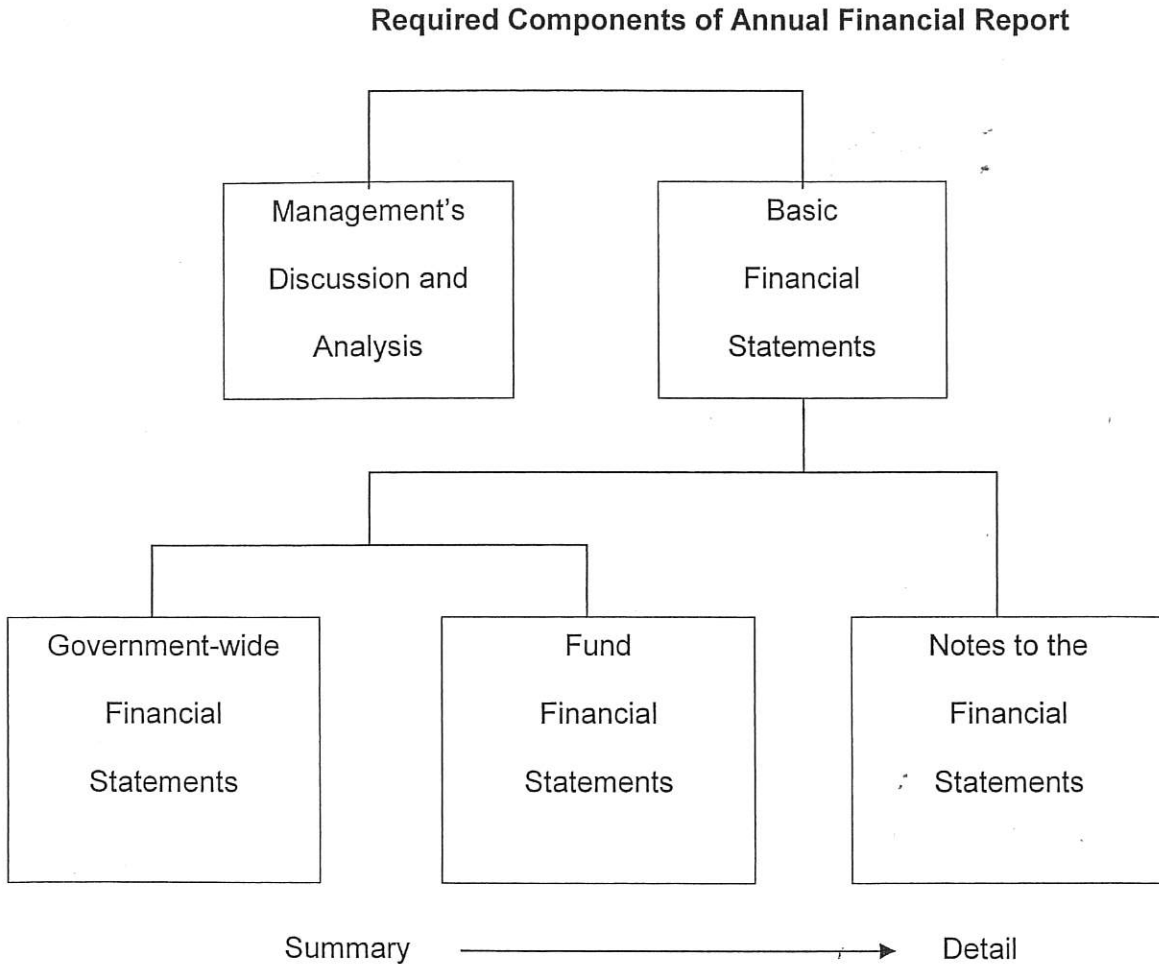 Required Components of Annual Financial Report
Management's
Discussion and
Analysis
Basic
Financial
Statements
Government-wide
Financial
Statements
Fund
Financial
Statements
Notes to the
Financial
Statements
Summary
Detail